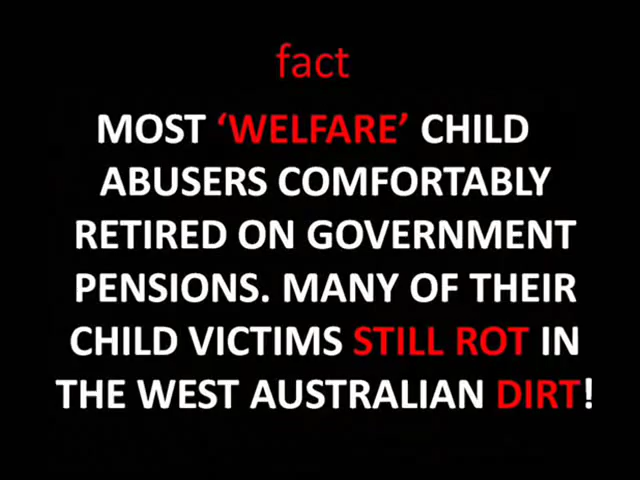 fact
MOST ‘WELFARE’ CHILD
ABUSERS COMFORTABLY
RETIRED ON GOVERNMENT
PENSIONS. MANY OF THEIR
CHILD VICTIMS STILL ROT IN
THE WEST AUSTRALIAN DIRT!